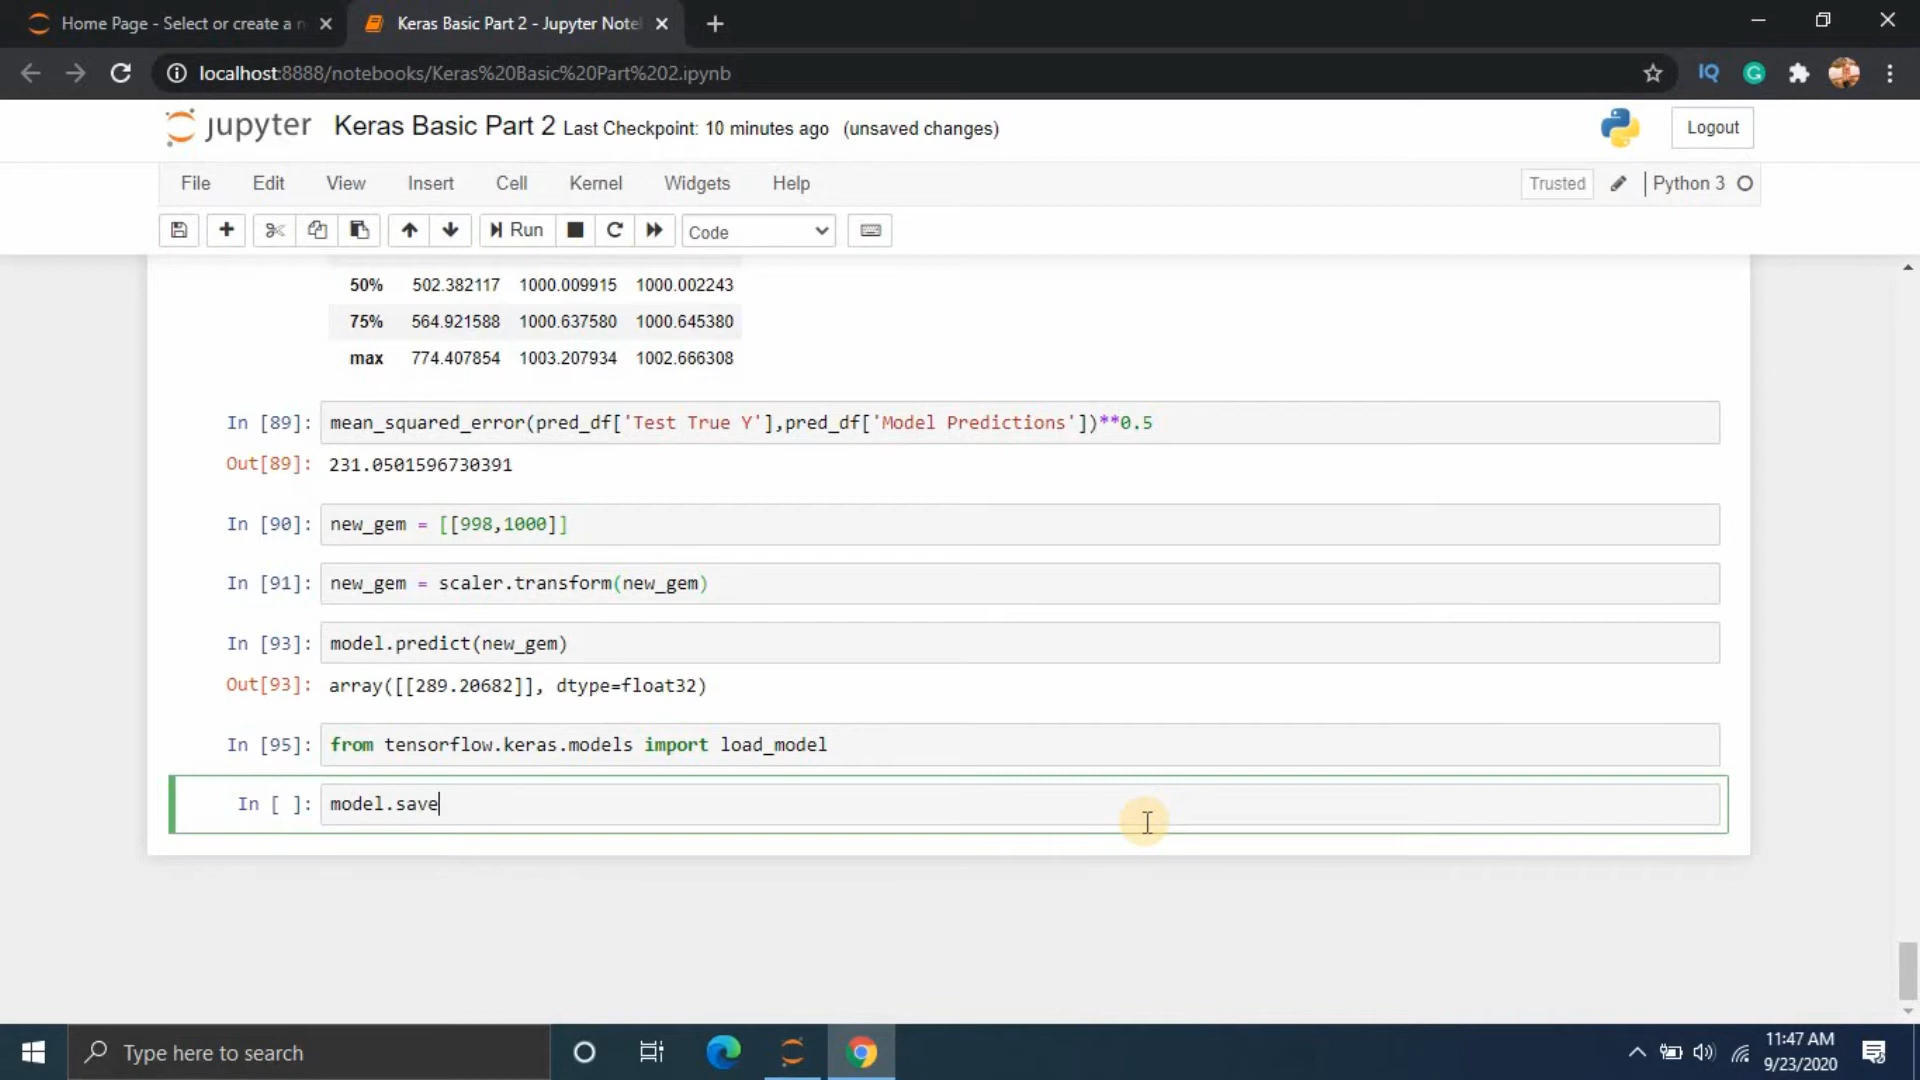 Home Page - Select or create a n
Keras Basic Part 2 - Jupyter Note
localhost:8888/notebooks/Keras%20Basic%20Part%202.ipynb
IQ
jupyter Keras Basic Part 2 Last Checkpoint: 10 minutes ago (unsaved changes)
Logout
File Edit View Insert Cell Kernel Widgets Help
Trusted Python 3
Run Code
50% 502.382117 1000.009915 1000.002243
75% 564.921588 1000.637580 1000.645380
max 774.407854 1003.207934 1002.666308
In [89]: mean_squared_error(pred_df['Test True Y'],pred_df['Model Predictions'])**0.5
Out[89]: 231.0501596730391
In [90]: new_gem = [[998,1000]]
In [91]: new_gem = scaler.transform(new_gem)
In [93]: model.predict(new_gem)
Out[93]: array([[289.20682]], dtype=float32)
In [95]: from tensorflow.keras.models import load_model
In [ ]: model.save
Type here to search
11:47 AM
9/23/2020